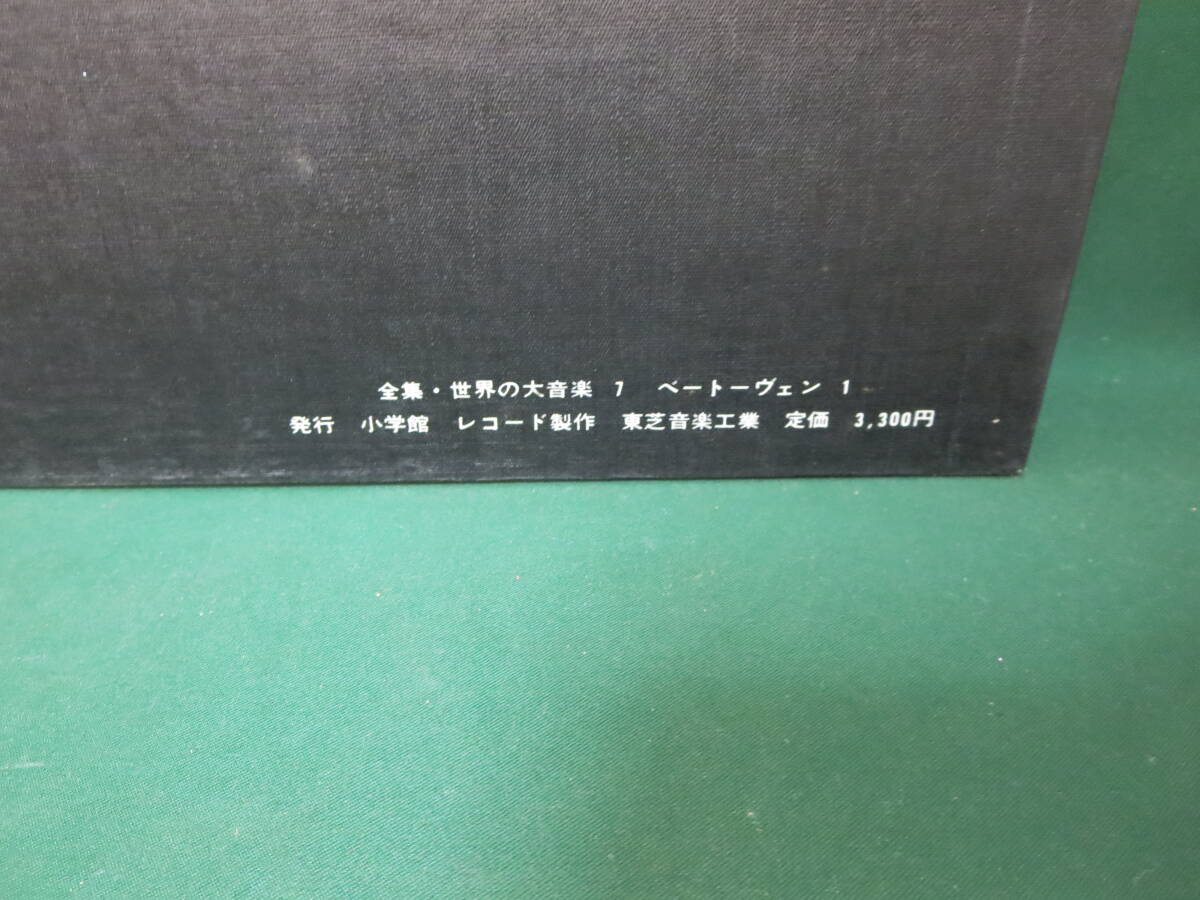 全集・世界の大音楽 7 ベートーヴェン 1
発行 小学館 レコード製作 東芝音楽工業 定価 3,300円